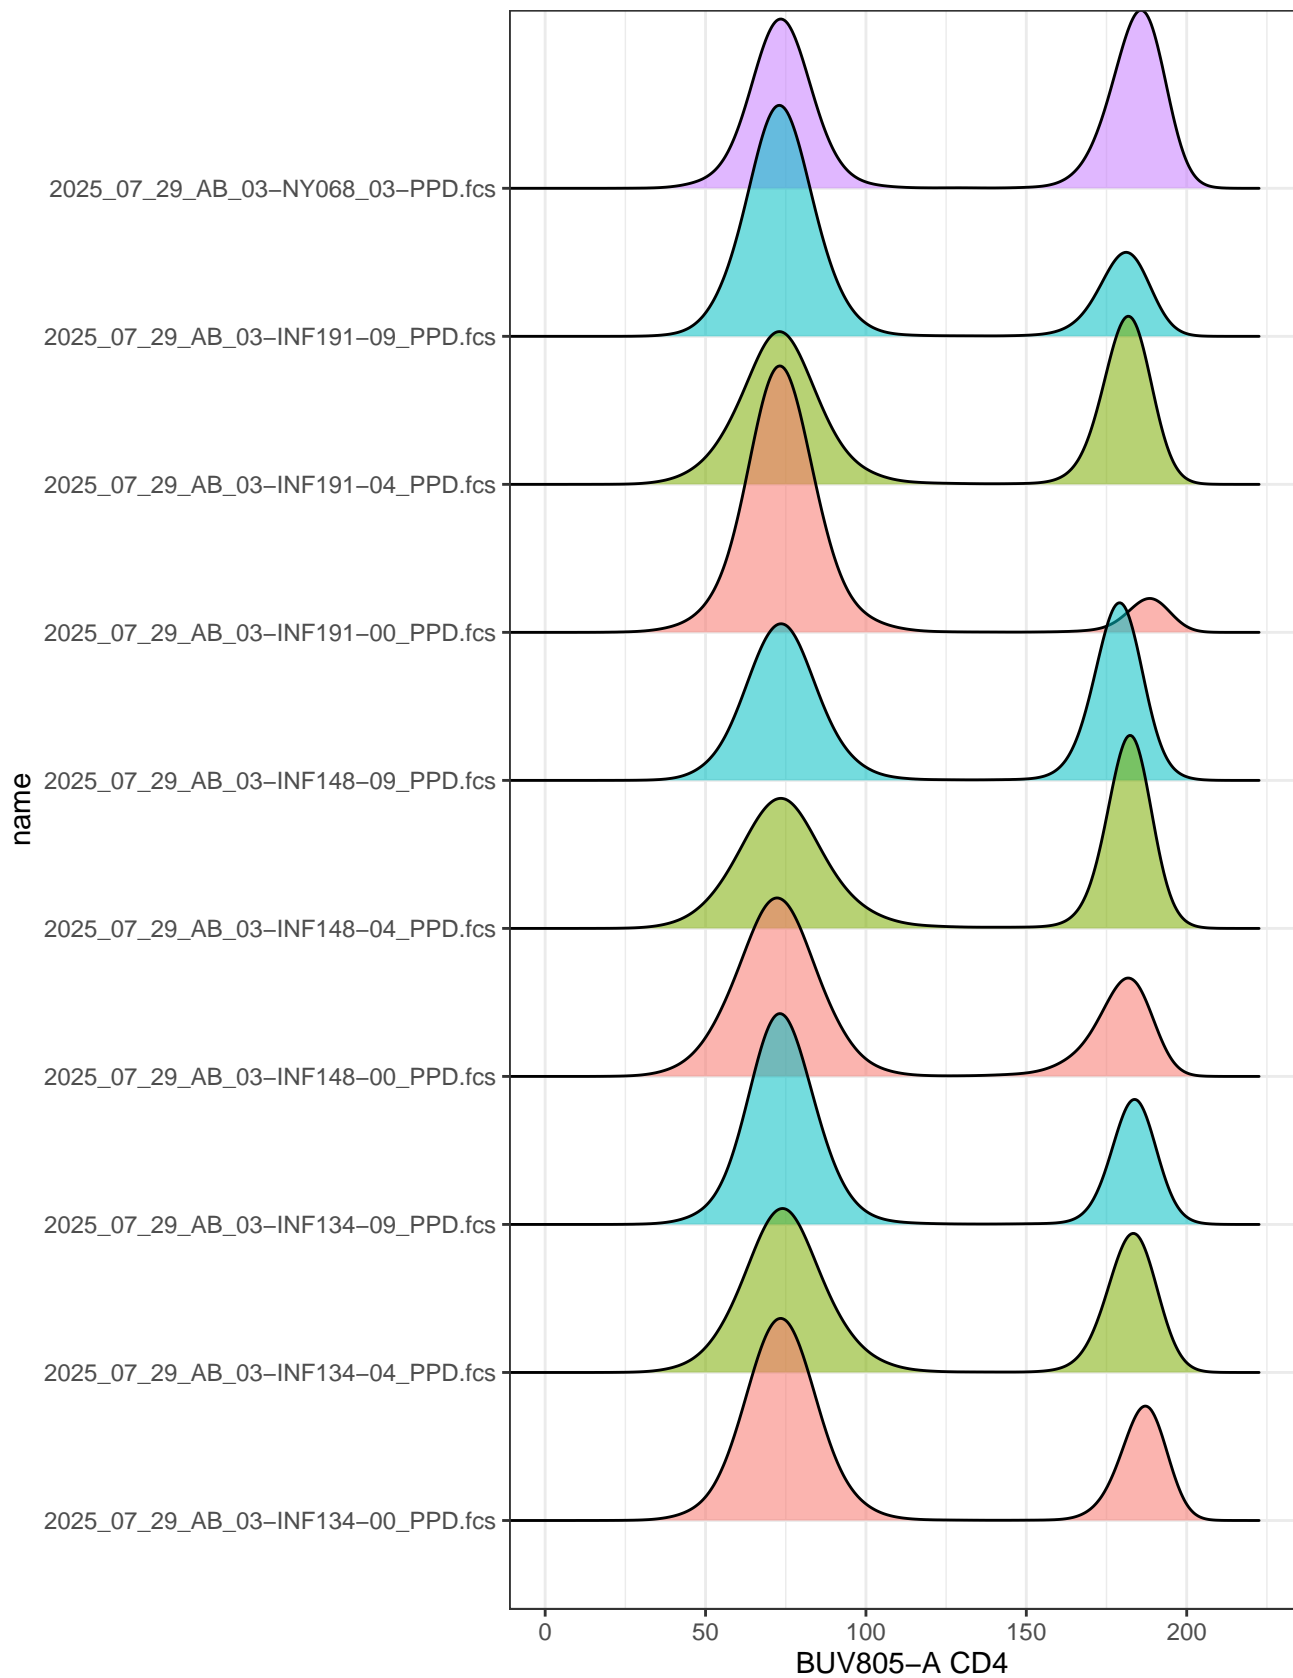 2025_07_29_AB_03−NY068_03−PPD.fcs
2025_07_29_AB_03−INF191−09_PPD.fcs
2025_07_29_AB_03−INF191−04_PPD.fcs
2025_07_29_AB_03−INF191−00_PPD.fcs
2025_07_29_AB_03−INF148−09_PPD.fcs
name
2025_07_29_AB_03−INF148−04_PPD.fcs
2025_07_29_AB_03−INF148−00_PPD.fcs
2025_07_29_AB_03−INF134−09_PPD.fcs
2025_07_29_AB_03−INF134−04_PPD.fcs
2025_07_29_AB_03−INF134−00_PPD.fcs
0 50 100 150 200
BUV805−A CD4